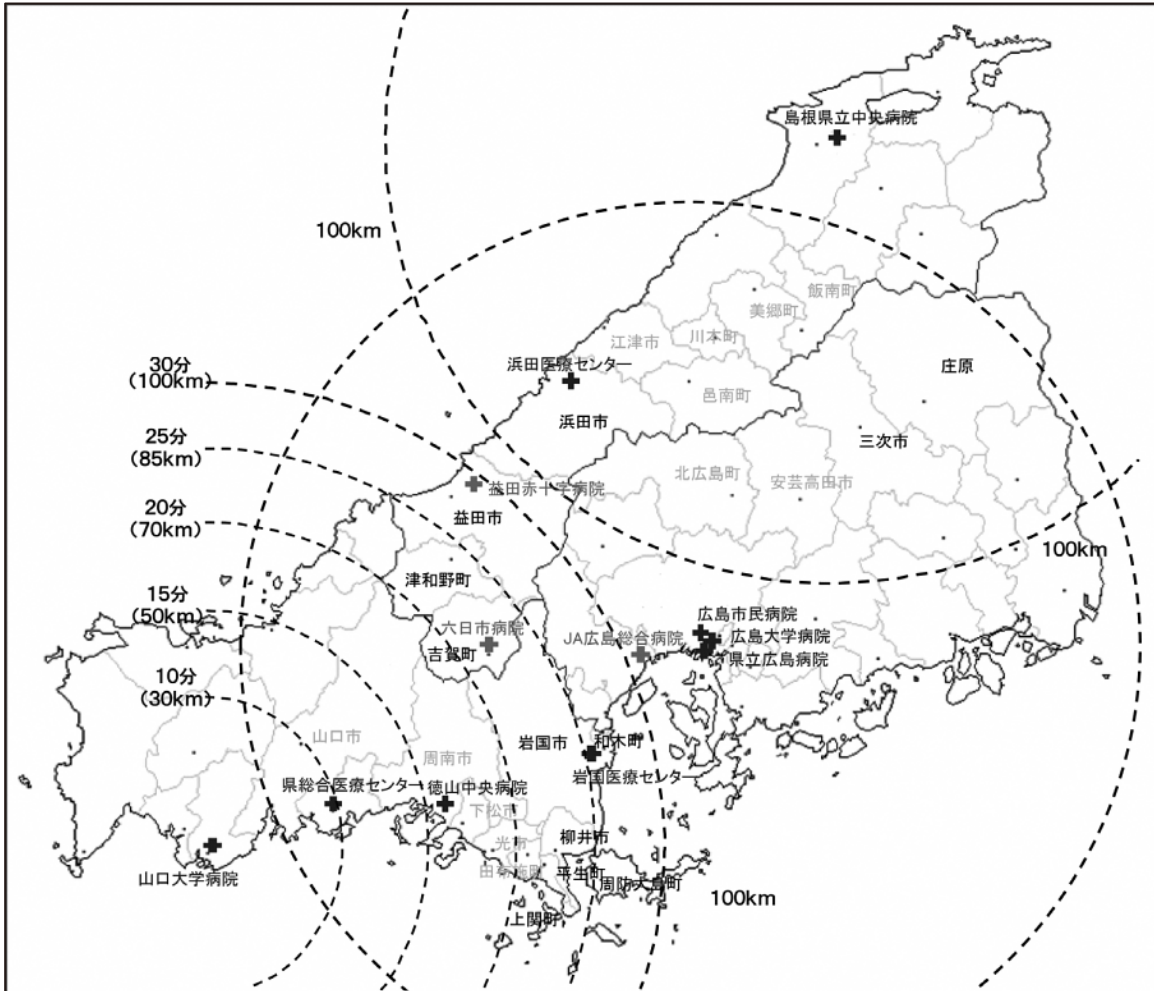 島根県立中央病院
100km
飯南町
美郷町
江津市
川本町
30分
(100km)
浜田医療センター
庄原
邑南町
浜田市
25分
(85km)
三次市
北広島町
安芸高田市
益田赤十字病院
20分
(70km)
益田市
100km
津和野町
15分
(50km)
広島市民病院
六日市病院
JA広島総合病院
広島大学病院
吉賀町
県立広島病院
10分
(30km)
山口市
岩国市
和木町
周南市
岩国医療センター
県総合医療センター
徳山中央病院
下松市
柳井市
光市
山口大学病院
平生町
周防大島町
100km
上関町